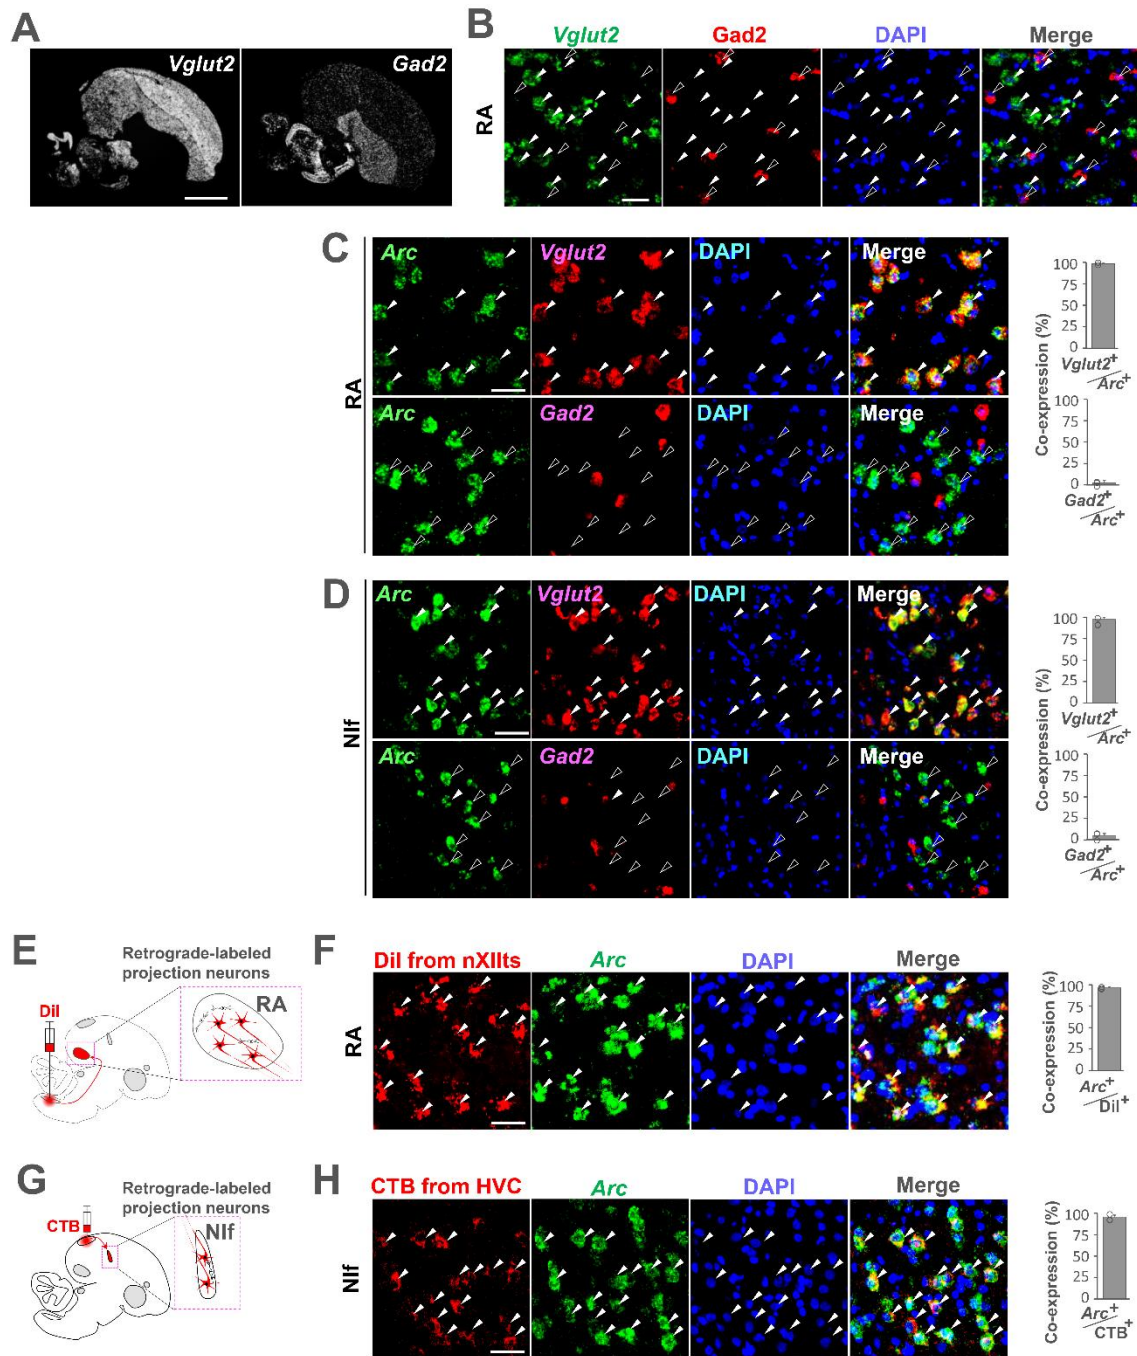 A
Vglut2
Gad2
B
Vglut2
Gad2
DAPI
Merge
RA
C
RA
Arc
Vglut2
DAPI
Merge
Co-expression (%)
100
75
50
25
0
Vglut2+
Arc+
Arc
Gad2
DAPI
Merge
100
75
50
25
0
Gad2+
Arc+
D
NIf
Arc
Vglut2
DAPI
Merge
Co-expression (%)
100
75
50
25
0
Vglut2+
Arc+
Arc
Gad2
DAPI
Merge
100
75
50
25
0
Gad2+
Arc+
E
Retrograde-labeled
projection neurons
DiI
RA
F
DiI from nXIIts
Arc
DAPI
Merge
RA
Co-expression (%)
100
75
50
25
0
Arc+
DiI+
G
Retrograde-labeled
projection neurons
CTB
NIf
H
CTB from HVC
Arc
DAPI
Merge
NIf
Co-expression (%)
100
75
50
25
0
Arc+
CTB+